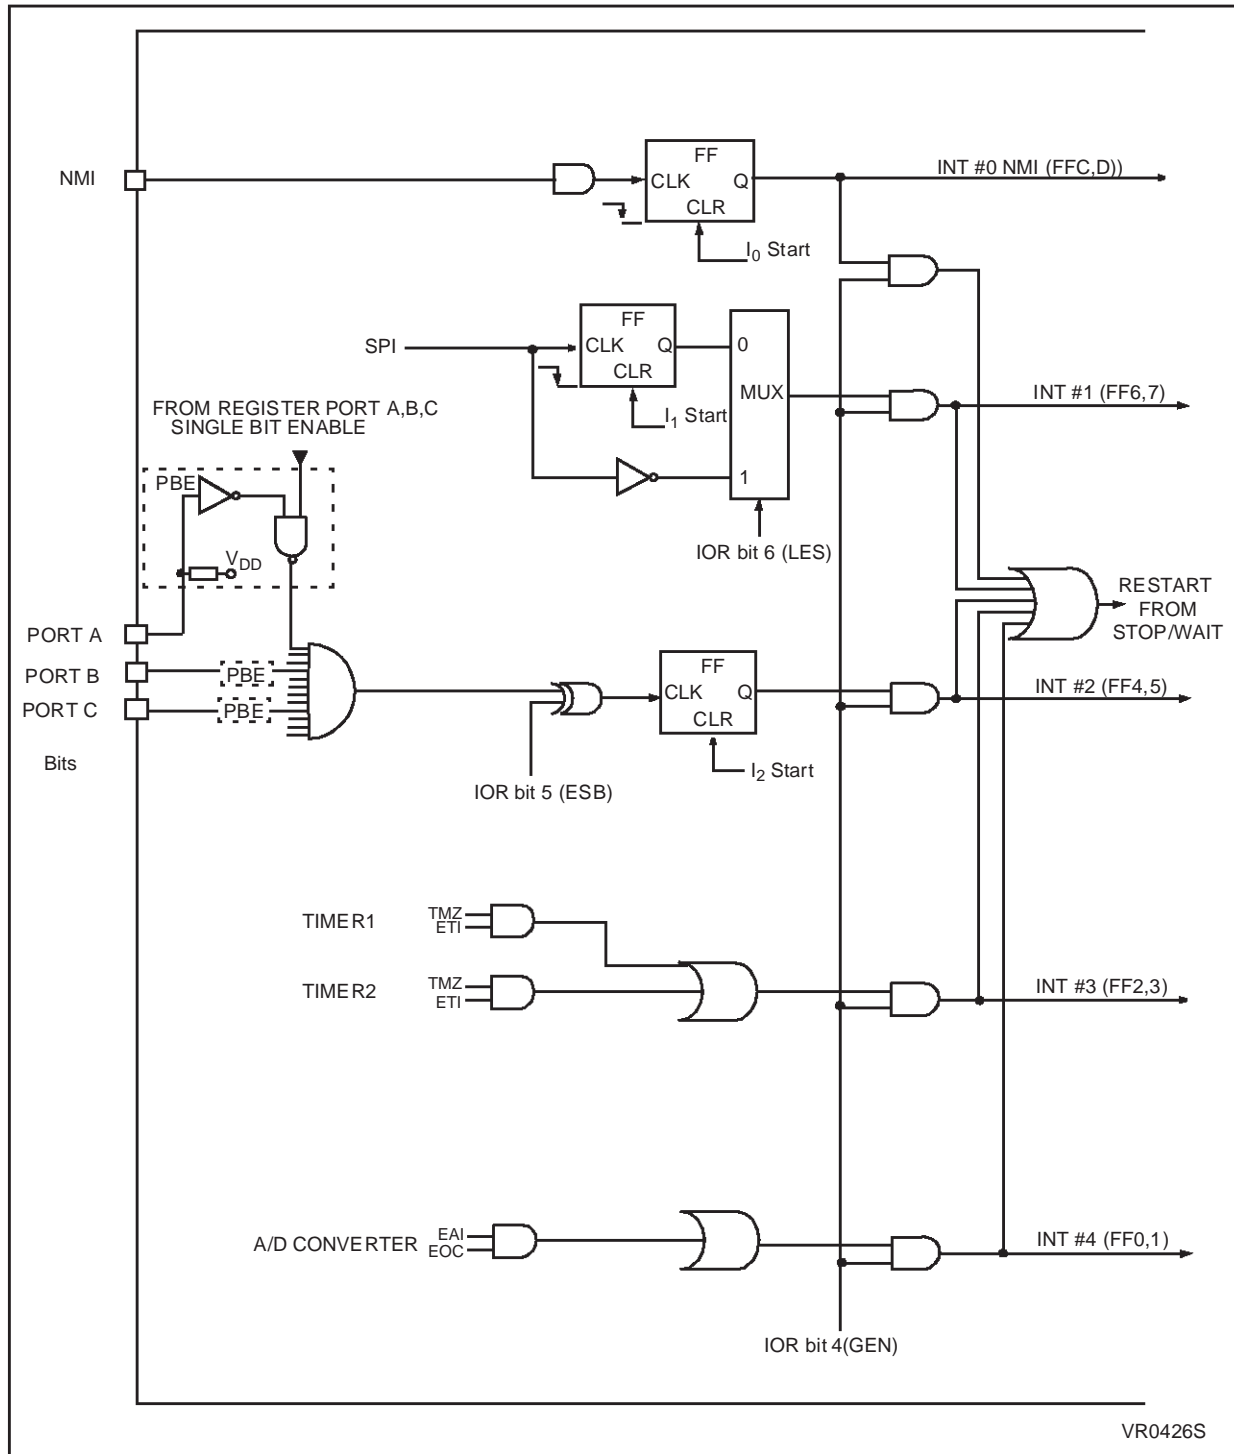 NMI
FF
CLK
Q
CLR
I0 Start
INT #0 NMI (FFC,D))
SPI
FF
CLK
Q
CLR
I1 Start
0
MUX
1
IOR bit 6 (LES)
INT #1 (FF6,7)
FROM REGISTER PORT A,B,C
SINGLE BIT ENABLE
PBE
VDD
PORT A
PORT B
PBE
PORT C
PBE
Bits
IOR bit 5 (ESB)
FF
CLK
Q
CLR
I2 Start
INT #2 (FF4,5)
RESTART
FROM
STOP/WAIT
TIMER1
TMZ
ETI
TIMER2
TMZ
ETI
INT #3 (FF2,3)
A/D CONVERTER
EAI
EOC
INT #4 (FF0,1)
IOR bit 4(GEN)
VR0426S